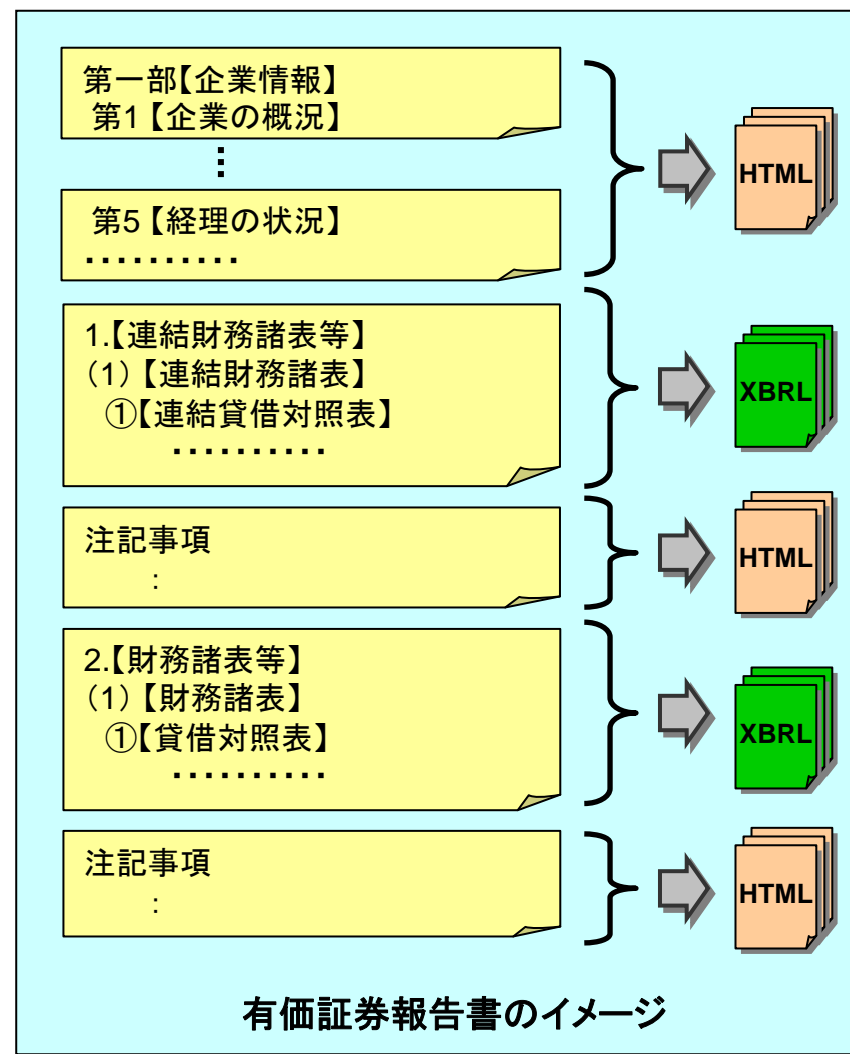 第一部【企業情報】
第1【企業の概況】
⋮
第5【経理の状況】
・・・・・・・・・・
HTML
1.【連結財務諸表等】
(1)【連結財務諸表】
①【連結貸借対照表】
・・・・・・・・・・
XBRL
注記事項
:
HTML
2.【財務諸表等】
(1)【財務諸表】
①【貸借対照表】
・・・・・・・・・・
XBRL
注記事項
:
HTML
有価証券報告書のイメージ